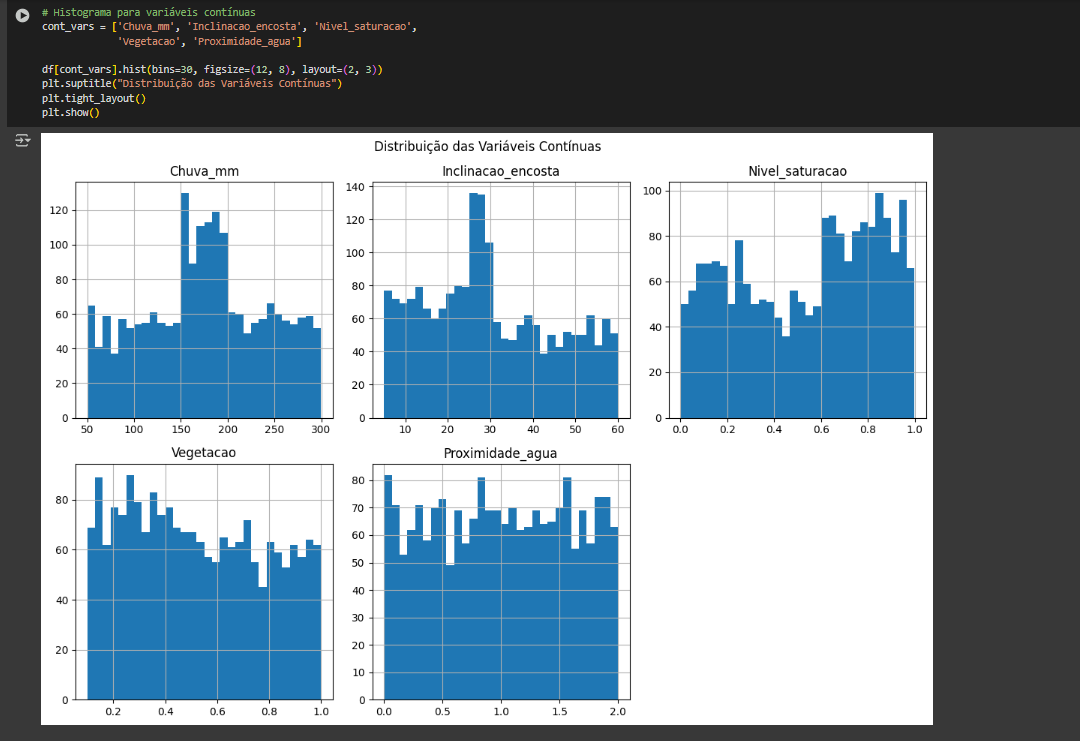 # Histograma para variáveis contínuas
cont_vars = ['Chuva_mm', 'Inclinacao_encosta', 'Nivel_saturacao',
'Vegetacao', 'Proximidade_agua']
df[cont_vars].hist(bins=30, figsize=(12, 8), layout=(2, 3))
plt.suptitle("Distribuição das Variáveis Contínuas")
plt.tight_layout()
plt.show()
Distribuição das Variáveis Contínuas
Chuva_mm
120
100
80
60
40
20
0
50 100 150 200 250 300
Inclinacao_encosta
140
120
100
80
60
40
20
0
10 20 30 40 50 60
Nivel_saturacao
100
80
60
40
20
0
0.0 0.2 0.4 0.6 0.8 1.0
Vegetacao
80
60
40
20
0
0.2 0.4 0.6 0.8 1.0
Proximidade_agua
80
70
60
50
40
30
20
10
0
0.0 0.5 1.0 1.5 2.0